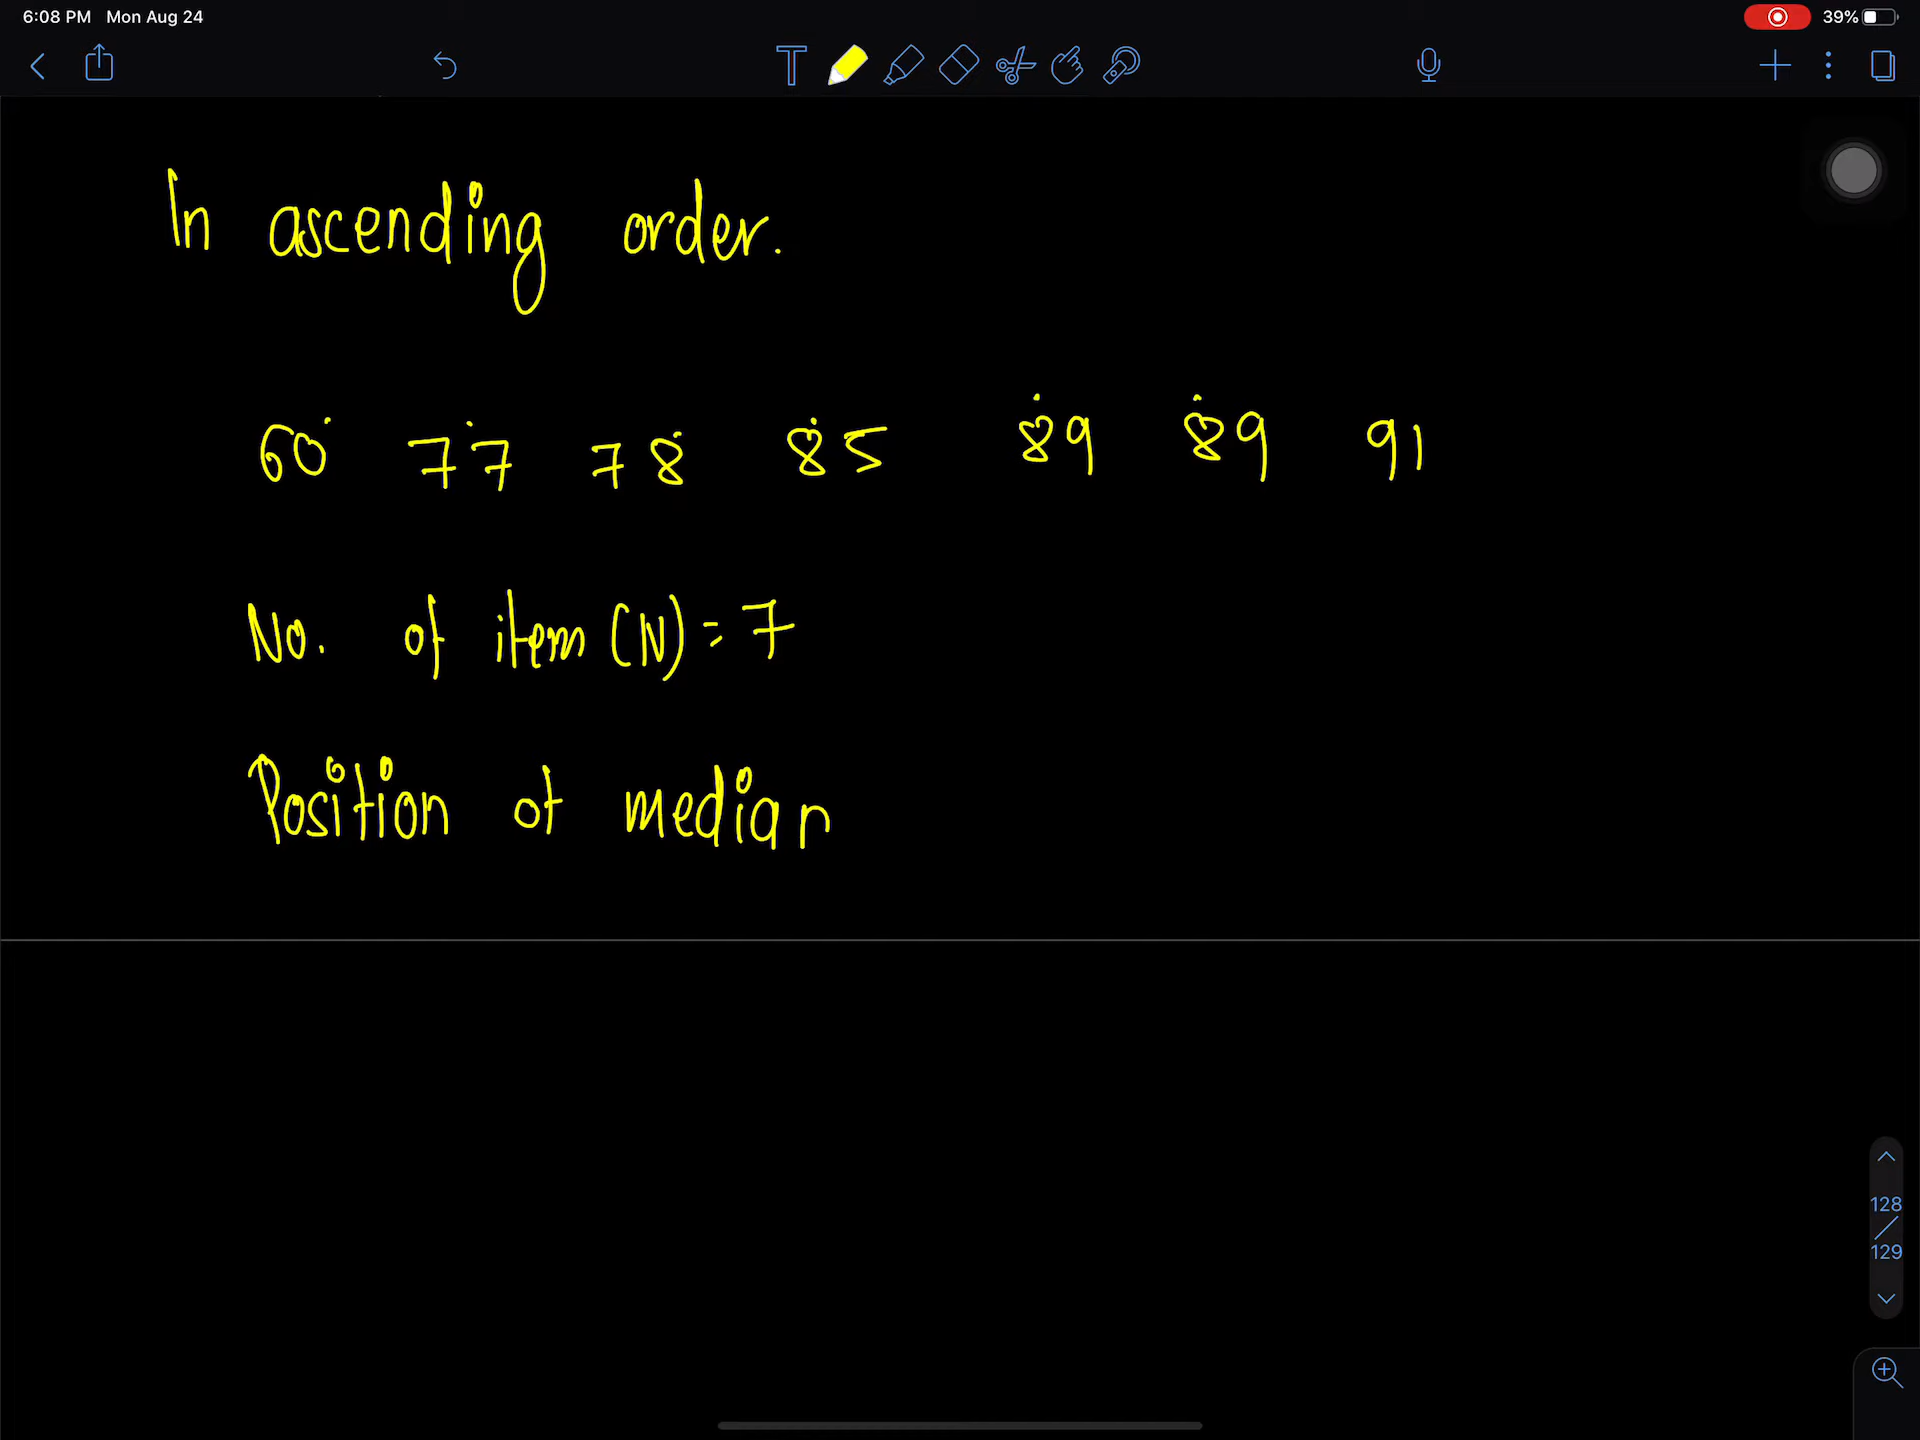 6:08 PM Mon Aug 24
39%
In ascending order.
60 77 78 85 89 89 91
No. of item (N) = 7
Position of median
128
129